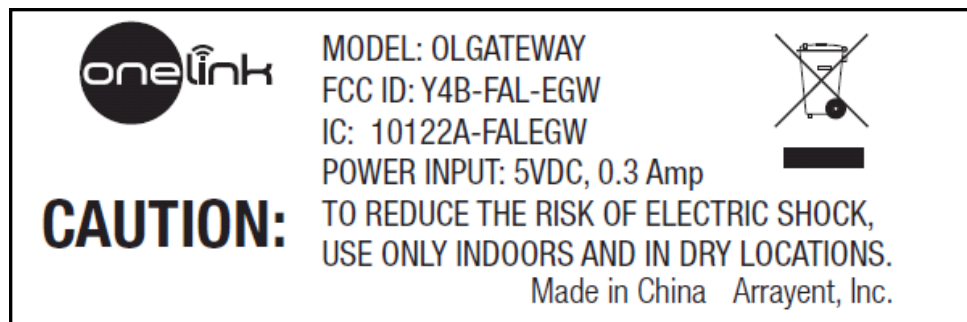 onelink
MODEL: OLGATEWAY
FCC ID: Y4B-FAL-EGW
IC: 10122A-FALEGW
POWER INPUT: 5VDC, 0.3 Amp
CAUTION: TO REDUCE THE RISK OF ELECTRIC SHOCK,
USE ONLY INDOORS AND IN DRY LOCATIONS.
Made in China Arrayent, Inc.